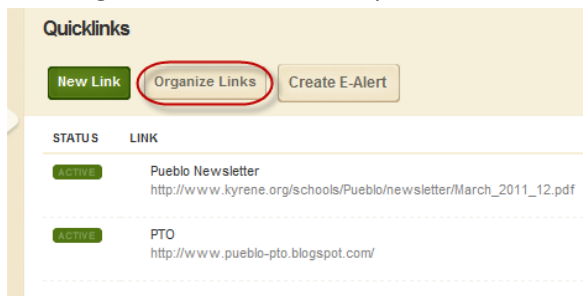 Quicklinks
New Link Organize Links Create E-Alert
STATUS LINK
ACTIVE Pueblo Newsletter
http://www.kyrene.org/schools/Pueblo/newsletter/March_2011_12.pdf
ACTIVE PTO
http://www.pueblo-pto.blogspot.com/